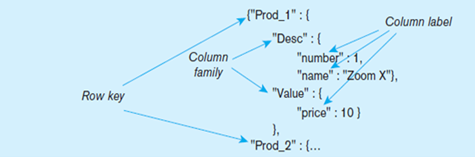 {"Prod_1" : {
Column label
"Desc" : {
Column
family
"number" : 1,
"name" : "Zoom X"},
Row key
"Value" : {
"price" : 10 }
},
"Prod_2" : {...